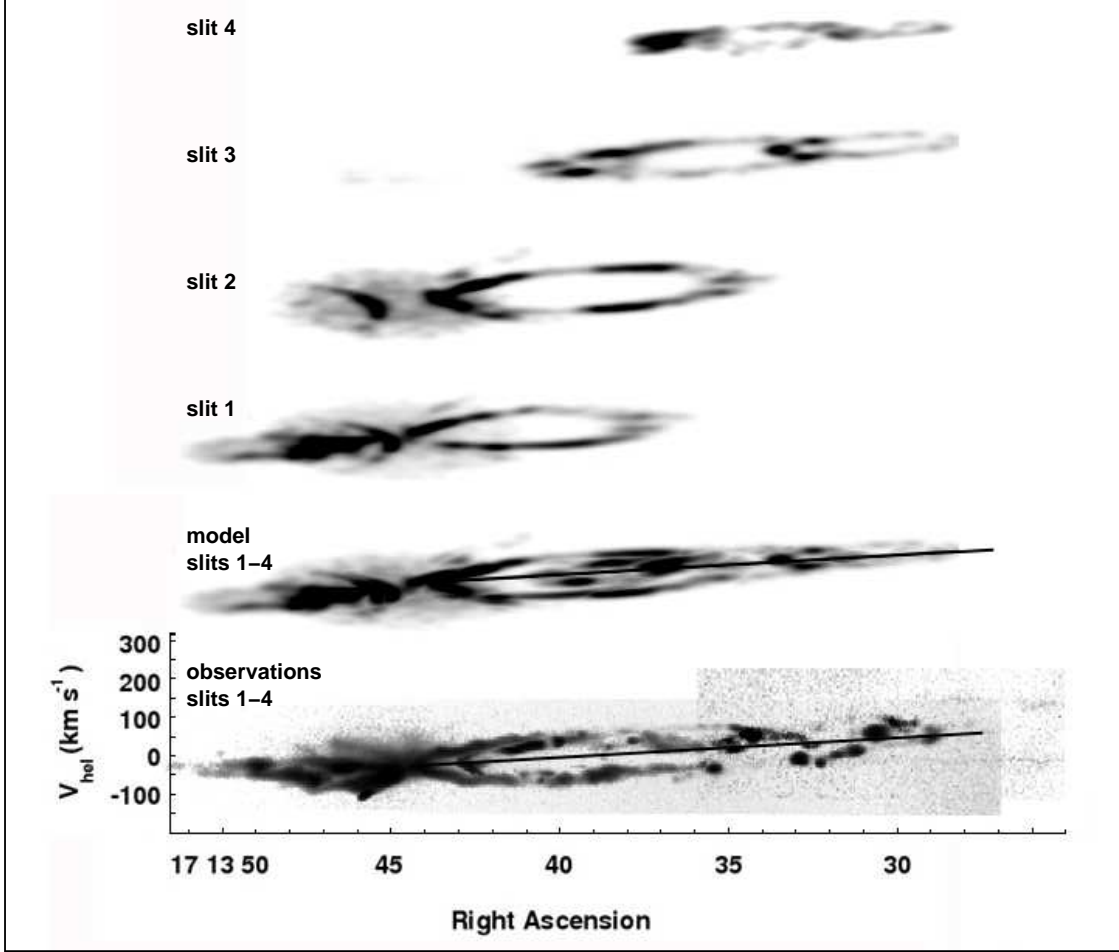 slit 4
slit 3
slit 2
slit 1
model
slits 1–4
observations
slits 1–4
300
200
100
0
-100
V_hel (km s^-1)
17 13 50 45 40 35 30
Right Ascension